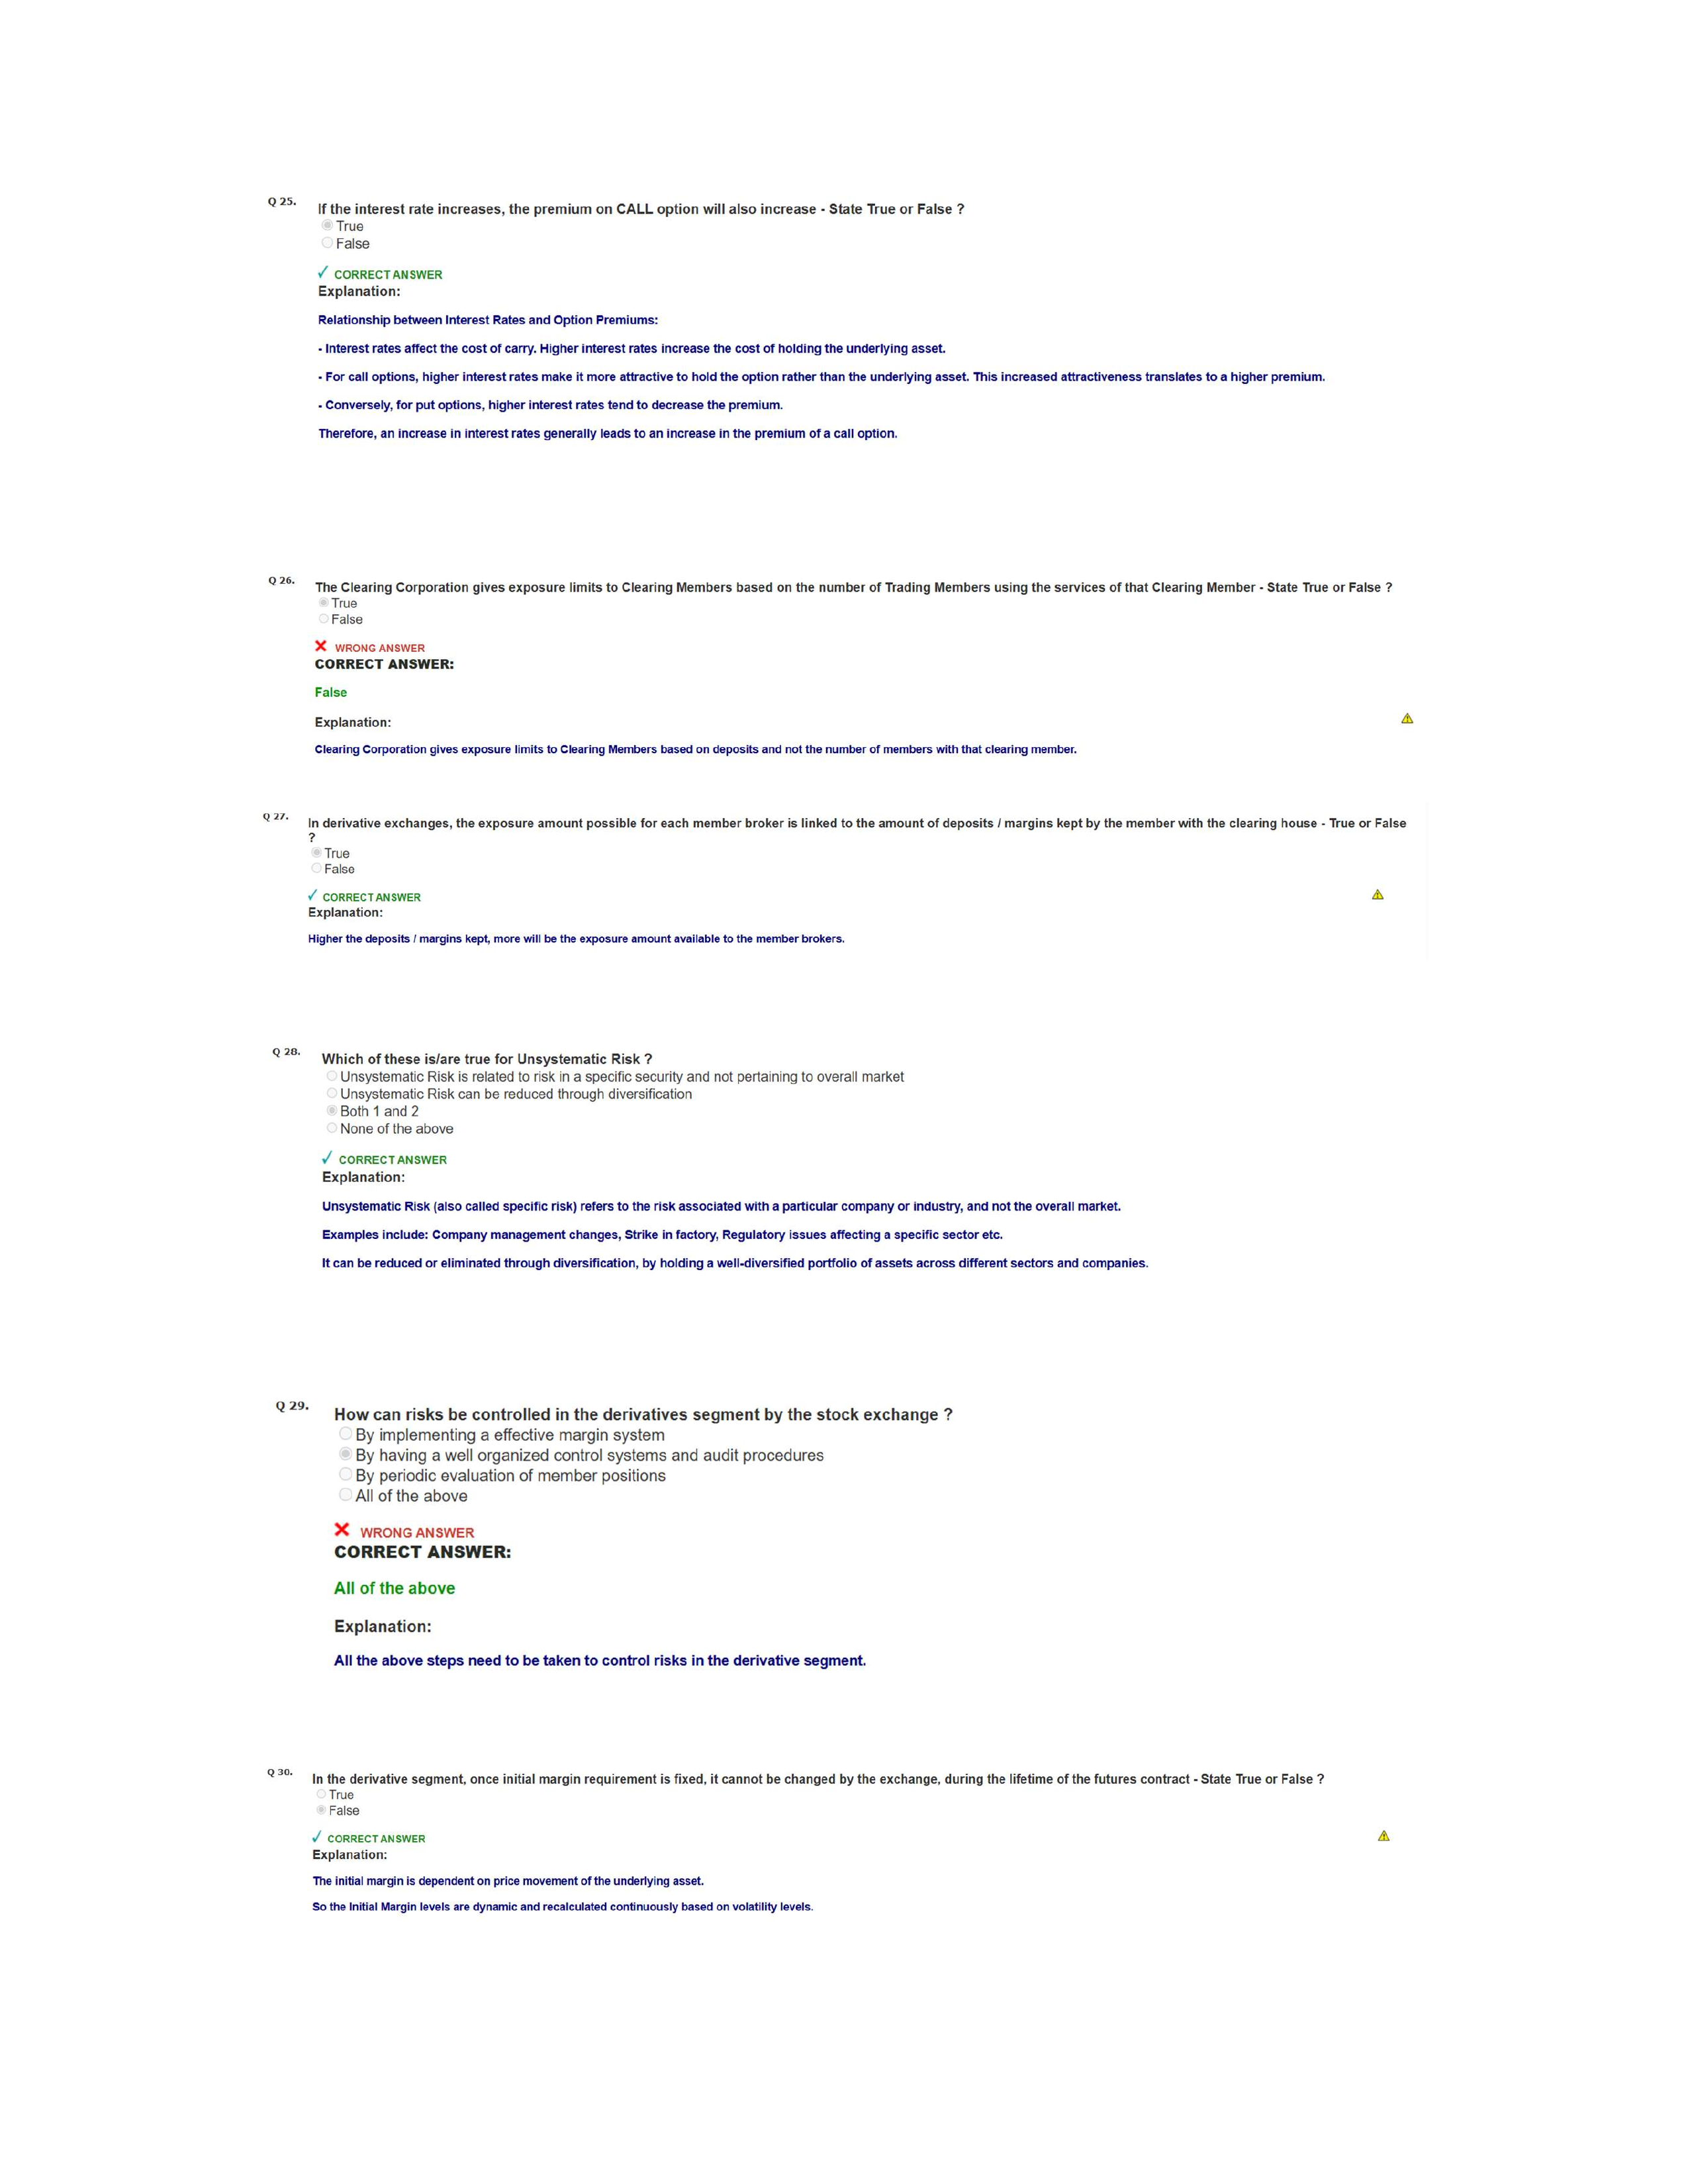 Q 25.
If the interest rate increases, the premium on CALL option will also increase - State True or False ?
True
False
CORRECT ANSWER
Explanation:
Relationship between Interest Rates and Option Premiums:
- Interest rates affect the cost of carry. Higher interest rates increase the cost of holding the underlying asset.
- For call options, higher interest rates make it more attractive to hold the option rather than the underlying asset. This increased attractiveness translates to a higher premium.
- Conversely, for put options, higher interest rates tend to decrease the premium.
Therefore, an increase in interest rates generally leads to an increase in the premium of a call option.
Q 26.
The Clearing Corporation gives exposure limits to Clearing Members based on the number of Trading Members using the services of that Clearing Member - State True or False ?
True
False
WRONG ANSWER
CORRECT ANSWER:
False
Explanation:
Clearing Corporation gives exposure limits to Clearing Members based on deposits and not the number of members with that clearing member.
Q 27.
In derivative exchanges, the exposure amount possible for each member broker is linked to the amount of deposits / margins kept by the member with the clearing house - True or False
?
True
False
CORRECT ANSWER
Explanation:
Higher the deposits / margins kept, more will be the exposure amount available to the member brokers.
Q 28.
Which of these is/are true for Unsystematic Risk ?
Unsystematic Risk is related to risk in a specific security and not pertaining to overall market
Unsystematic Risk can be reduced through diversification
Both 1 and 2
None of the above
CORRECT ANSWER
Explanation:
Unsystematic Risk (also called specific risk) refers to the risk associated with a particular company or industry, and not the overall market.
Examples include: Company management changes, Strike in factory, Regulatory issues affecting a specific sector etc.
It can be reduced or eliminated through diversification, by holding a well-diversified portfolio of assets across different sectors and companies.
Q 29.
How can risks be controlled in the derivatives segment by the stock exchange ?
By implementing a effective margin system
By having a well organized control systems and audit procedures
By periodic evaluation of member positions
All of the above
WRONG ANSWER
CORRECT ANSWER:
All of the above
Explanation:
All the above steps need to be taken to control risks in the derivative segment.
Q 30.
In the derivative segment, once initial margin requirement is fixed, it cannot be changed by the exchange, during the lifetime of the futures contract - State True or False ?
True
False
CORRECT ANSWER
Explanation:
The initial margin is dependent on price movement of the underlying asset.
So the Initial Margin levels are dynamic and recalculated continuously based on volatility levels.